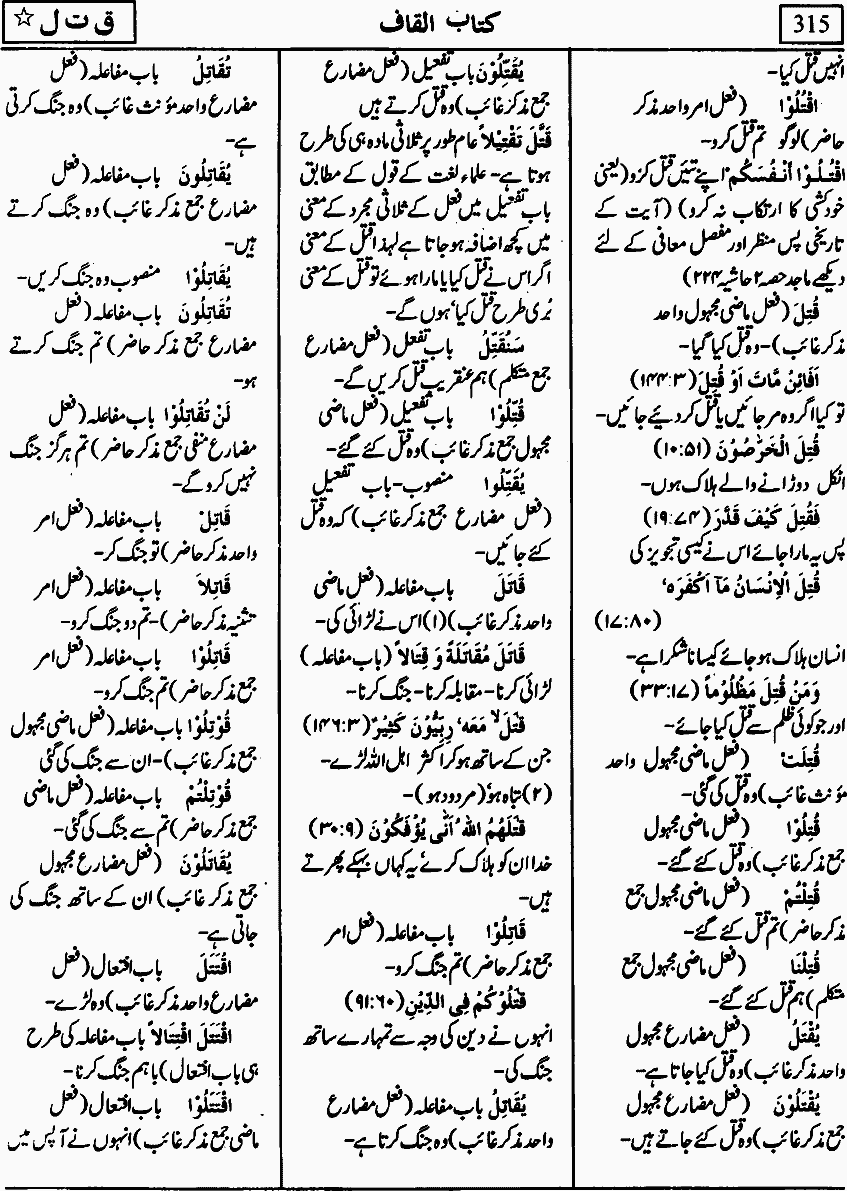 315
کتاب القاف
ق ت ل ☆
انہیں قتل کیا-
اقْتُلُوْا (فعل امر واحد مذکر
حاضر) لوگو تم قتل کرو-
اقْتُلُوْا أَنْفُسَكُمْ اپنے تئیں قتل کرو (یعنی
خودکشی کا ارتکاب نہ کرو) (آیت کے
تاریخی پس منظر اور مفصل معافی کے لئے
دیکھے ماجد حصہ ۲ حاشیہ ۲۲۴)
قُتِلَ (فعل ماضی مجہول واحد
مذکر غائب)-وہ قتل کیا گیا-
اَفَائِنْ مَّاتَ اَوْ قُتِلَ (۱۴۴:۳)
تو کیا اگر وہ مر جائیں یا قتل کر دیئے جائیں-
قُتِلَ الْخَرّٰصُوْنَ (۱۰:۵۱)
اٹکل دوڑانے والے ہلاک ہوں-
فَقُتِلَ كَيْفَ قَدَّرَ (۱۹:۷۴)
پس یہ مارا جائے اس نے کیسی تجویز کی
قُتِلَ الْاِنْسَانُ مَآ اَكْفَرَهٗ
(۱۷:۸۰)
انسان ہلاک ہو جائے کیسا ناشکرا ہے-
وَمَنْ قُتِلَ مَظْلُوْمًا (۳۳:۱۷)
اور جو کوئی ظلم سے قتل کیا جائے-
قُتِلَتْ (فعل ماضی مجہول واحد
مؤنث غائب) وہ قتل کی گئی-
قُتِلُوْا (فعل ماضی مجہول
جمع مذکر غائب) وہ قتل کئے گئے-
قُتِلْتُمْ (فعل ماضی مجہول جمع
مذکر حاضر) تم قتل کئے گئے-
قُتِلْنَا (فعل ماضی مجہول جمع
متکلم) ہم قتل کئے گئے-
يُقْتَلُ (فعل مضارع مجہول
واحد مذکر غائب) وہ قتل کیا جاتا ہے-
يُقْتَلُوْنَ (فعل مضارع مجہول
جمع مذکر غائب) وہ قتل کئے جاتے ہیں-
يُقَتِّلُوْنَ باب تفعیل (فعل مضارع
جمع مذکر غائب) وہ قتل کرتے ہیں
قَتَّلَ تَقْتِيْلاً عام طور پر ثلاثی مادہ ہی کی طرح
ہوتا ہے- علماء لغت کے قول کے مطابق
باب تفعیل میں فعل کے ثلاثی مجرد کے معنی
میں کچھ اضافہ ہو جاتا ہے لہذا قتل کے معنی
اگر اس نے قتل کیا یا مارا ہوئے تو قتل کے معنی
بُری طرح قتل کیا' ہوں گے-
سَنُقَتِّلُ باب تفعل (فعل مضارع
جمع متکلم) ہم عنقریب قتل کریں گے-
قُتِّلُوْا باب تفعیل (فعل ماضی
مجہول جمع مذکر غائب) وہ قتل کئے گئے-
يُقَتَّلُوْا منصوب-باب تفعیل
(فعل مضارع جمع مذکر غائب) کہ وہ قتل
کئے جائیں-
قَاتَلَ باب مفاعلہ (فعل ماضی
واحد مذکر غائب) (۱) اس نے لڑائی کی-
قَاتَلَ مُقَاتَلَةً وَ قِتَالاً (باب مفاعلہ)
لڑائی کرنا-مقابلہ کرنا-جنگ کرنا-
قٰتَلَ مَعَهٗ رِبِّيُّوْنَ كَثِيْرٌ (۱۴۶:۳)
جن کے ساتھ ہو کر اکثر اہل اللہ لڑے-
(۲) تباہ ہو (مردود ہو)-
قٰتَلَهُمُ اللّٰهُ اَنّٰى يُؤْفَكُوْنَ (۳۰:۹)
خدا ان کو ہلاک کرے یہ کہاں بہکے پھرتے
ہیں-
قَاتِلُوْا باب مفاعلہ (فعل امر
جمع مذکر حاضر) تم جنگ کرو-
قٰتَلُوْكُمْ فِى الدِّيْنِ (۹۱:۶۰)
انہوں نے دین کی وجہ سے تمہارے ساتھ
جنگ کی-
يُقَاتِلُ باب مفاعلہ (فعل مضارع
واحد مذکر غائب) وہ جنگ کرتا ہے-
تُقَاتِلُ باب مفاعلہ (فعل
مضارع واحد مؤنث غائب) وہ جنگ کرتی
ہے-
يُقَاتِلُونَ باب مفاعلہ (فعل
مضارع جمع مذکر غائب) وہ جنگ کرتے
ہیں-
يُقَاتِلُوْا منصوب وہ جنگ کریں-
تُقَاتِلُونَ باب مفاعلہ (فعل
مضارع جمع مذکر حاضر) تم جنگ کرتے
ہو-
لَنْ تُقَاتِلُوْا باب مفاعلہ (فعل
مضارع منفی جمع مذکر حاضر) تم ہرگز جنگ
نہیں کرو گے-
قَاتِلْ باب مفاعلہ (فعل امر
واحد مذکر حاضر) تو جنگ کر-
قَاتِلاَ باب مفاعلہ (فعل امر
تثنیہ مذکر حاضر)-تم دو جنگ کرو-
قَاتِلُوْا باب مفاعلہ (فعل امر
جمع مذکر حاضر) تم جنگ کرو-
قُوْتِلُوْا باب مفاعلہ (فعل ماضی مجہول
جمع مذکر غائب)-ان سے جنگ کی گئی
قُوْتِلْتُمْ باب مفاعلہ (فعل ماضی
جمع مذکر حاضر) تم سے جنگ کی گئی-
يُقَاتَلُوْنَ (فعل مضارع مجہول
جمع مذکر غائب) ان کے ساتھ جنگ کی
جاتی ہے-
اقْتَتَلَ باب افتعال (فعل
مضارع واحد مذکر غائب) وہ لڑے-
اقْتَتَلَ اقْتِتَالاً باب مفاعلہ کی طرح
ہی باب افتعال) باہم جنگ کرنا-
اقْتَتَلُوْا باب افتعال (فعل
ماضی جمع مذکر غائب) انہوں نے آپس میں